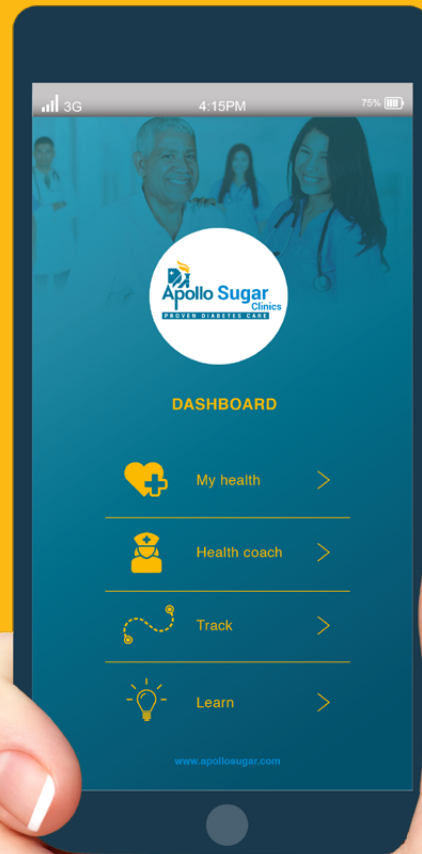 3G 4:15PM 75%
Apollo Sugar
Clinics
PROVEN DIABETES CARE
DASHBOARD
My health
Health coach
Track
Learn
www.apollosugar.com